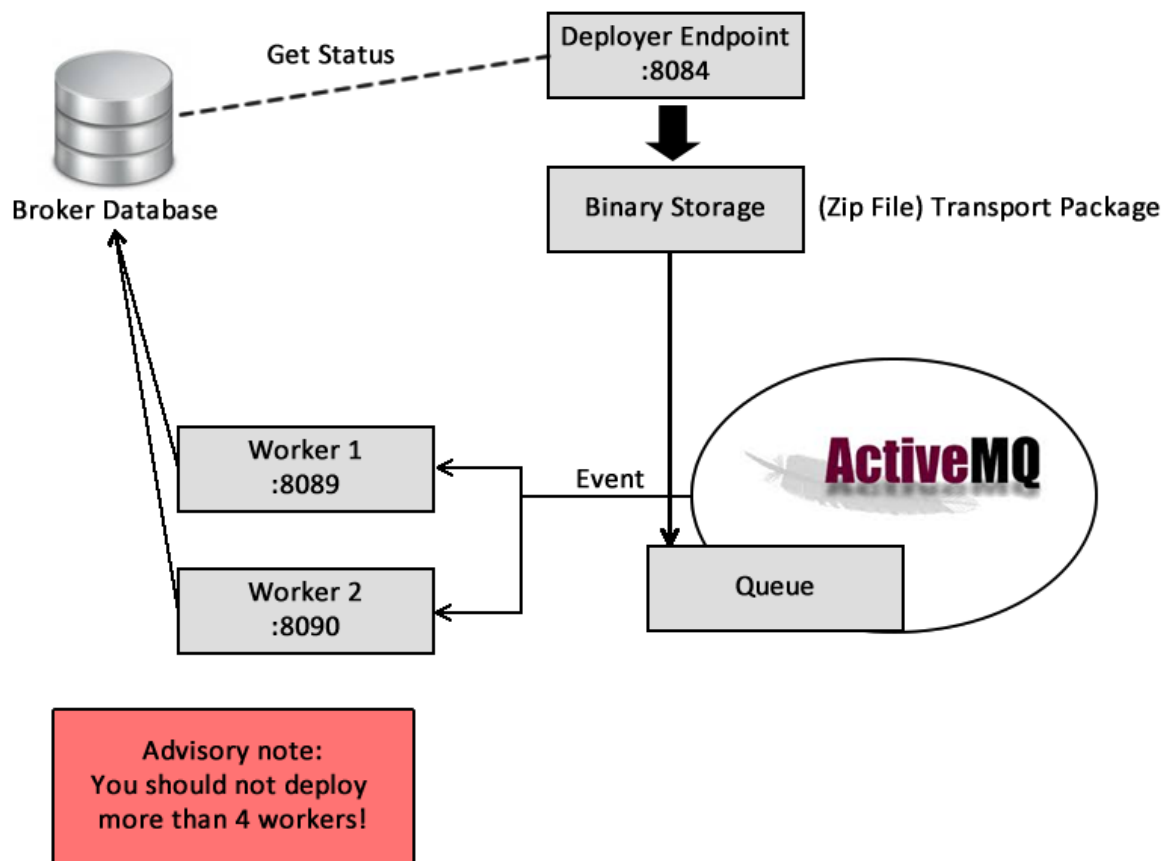 Get Status
Deployer Endpoint
:8084
Broker Database
Binary Storage
(Zip File) Transport Package
Worker 1
:8089
Event
ActiveMQ
Worker 2
:8090
Queue
Advisory note:
You should not deploy
more than 4 workers!